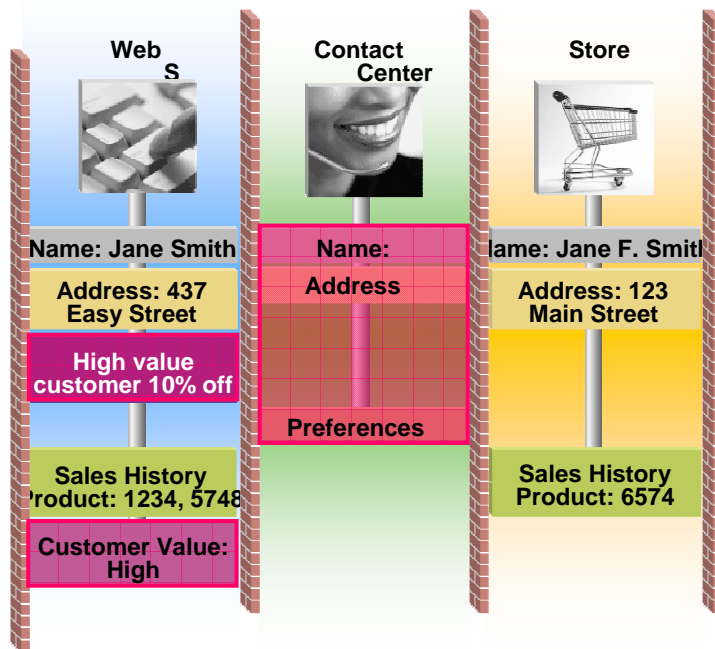 Web
S
Contact
Center
Store
Name: Jane Smith
Address: 437
Easy Street
High value
customer 10% off
Sales History
Product: 1234, 5748
Customer Value:
High
Name:
Address
Preferences
Name: Jane F. Smith
Address: 123
Main Street
Sales History
Product: 6574